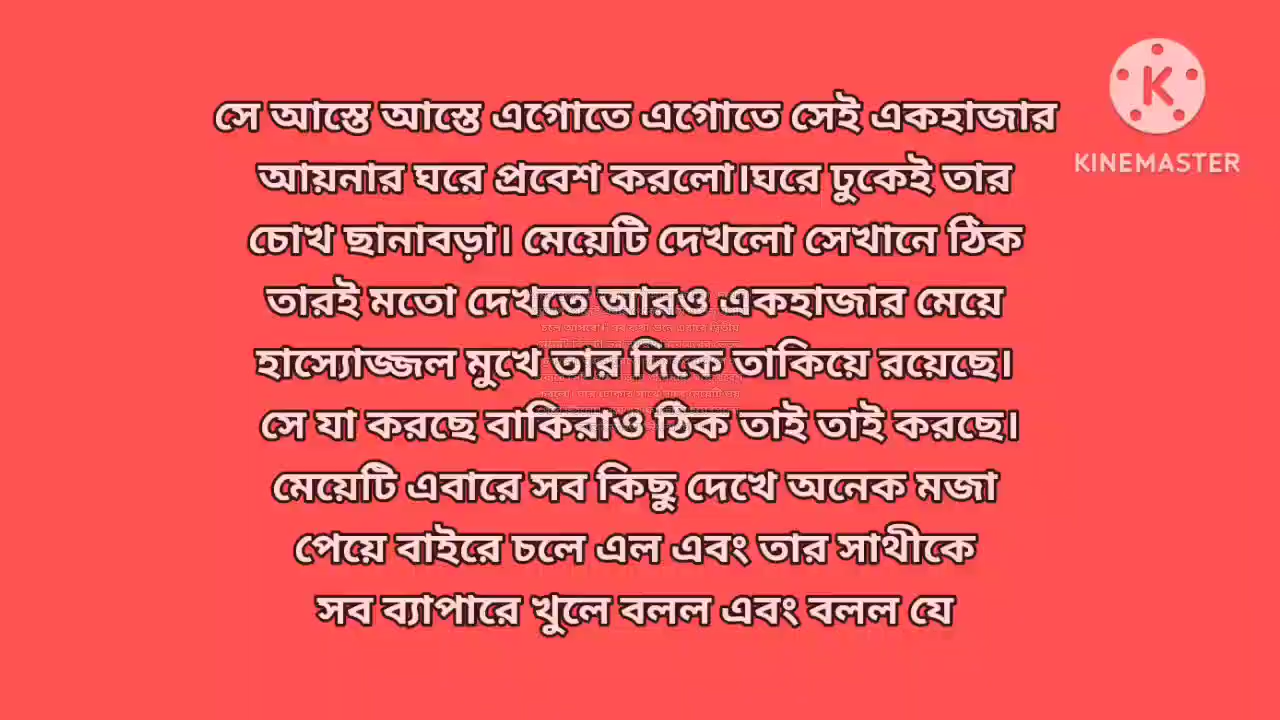 সে আস্তে আস্তে এগোতে এগোতে সেই একহাজার
আয়নার ঘরে প্রবেশ করলো।ঘরে ঢুকেই তার
চোখ ছানাবড়া। মেয়েটি দেখলো সেখানে ঠিক
তারই মতো দেখতে আরও একহাজার মেয়ে
হাস্যোজ্জল মুখে তার দিকে তাকিয়ে রয়েছে।
সে যা করছে বাকিরাও ঠিক তাই তাই করছে।
মেয়েটি এবারে সব কিছু দেখে অনেক মজা
পেয়ে বাইরে চলে এল এবং তার সাথীকে
সব ব্যাপারে খুলে বলল এবং বলল যে
K
KINEMASTER